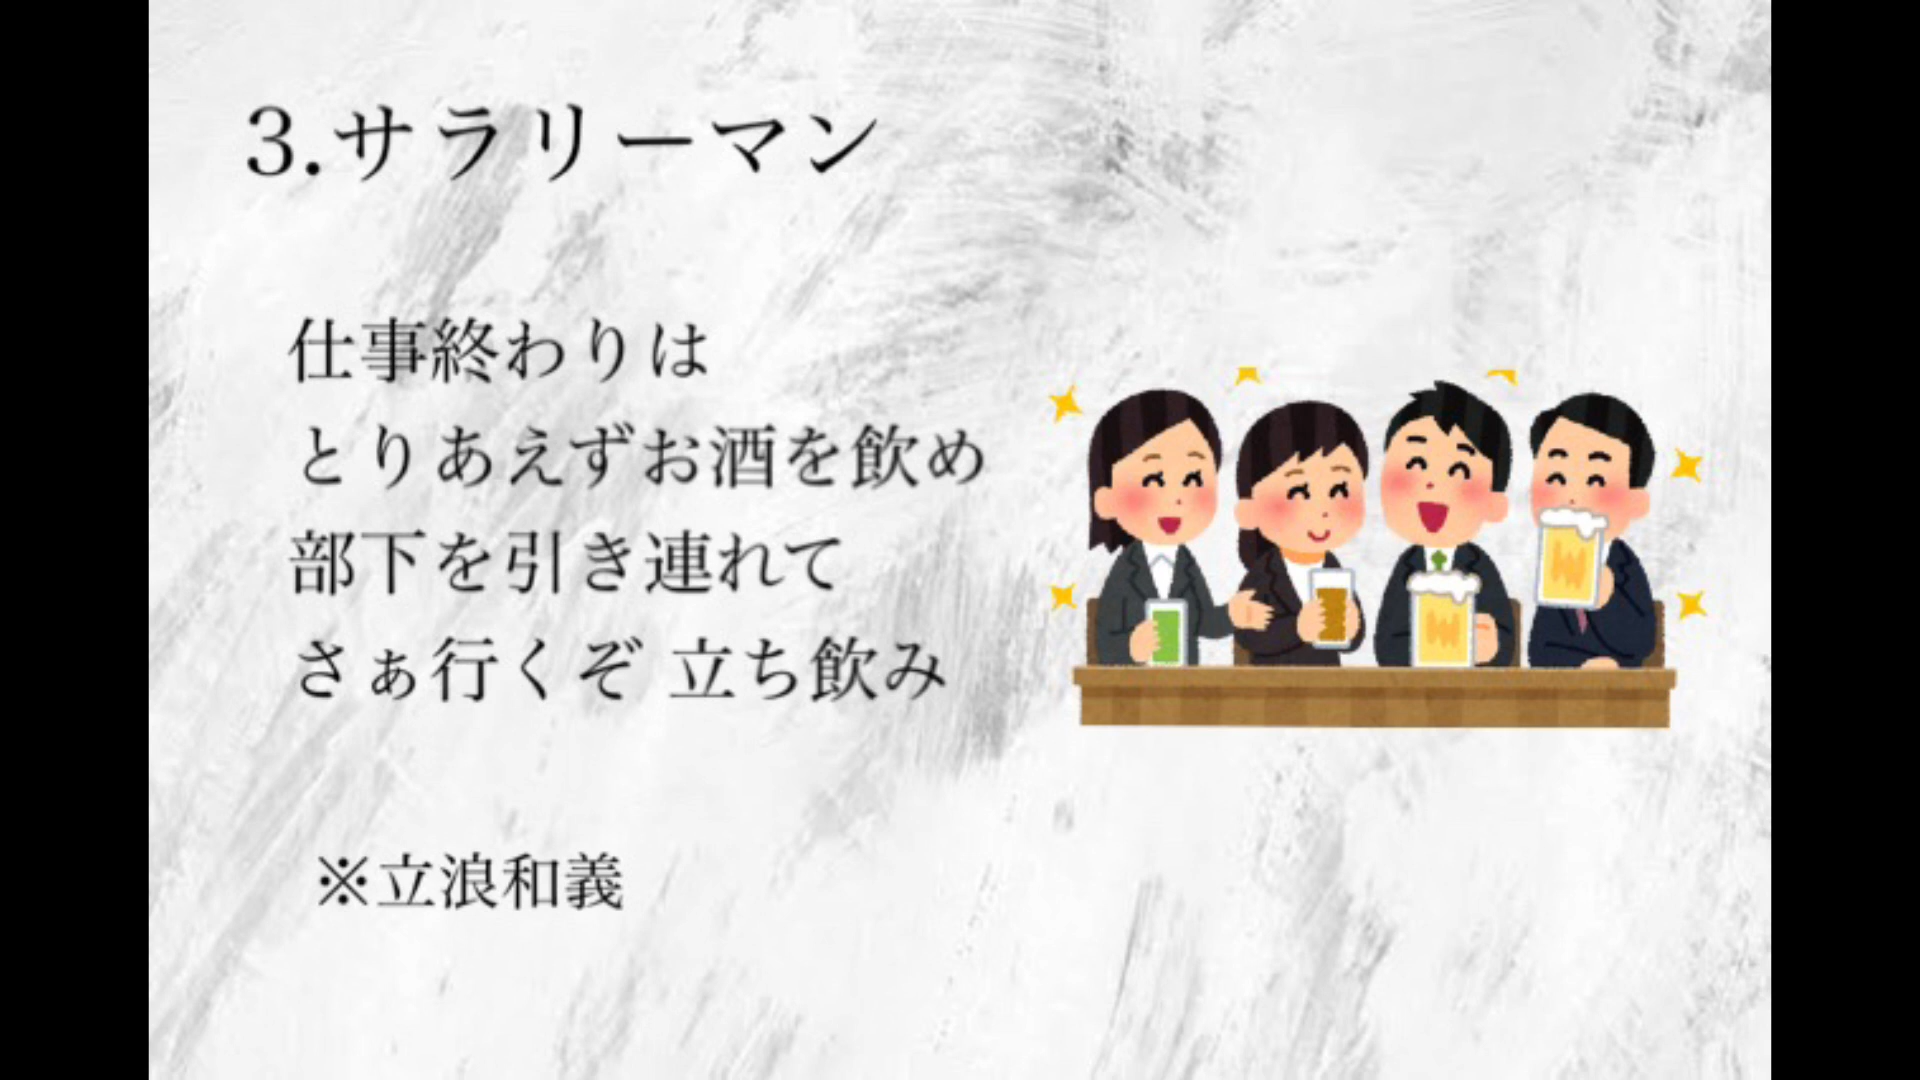 3.サラリーマン
仕事終わりは
とりあえずお酒を飲め
部下を引き連れて
さぁ行くぞ 立ち飲み
※立浪和義